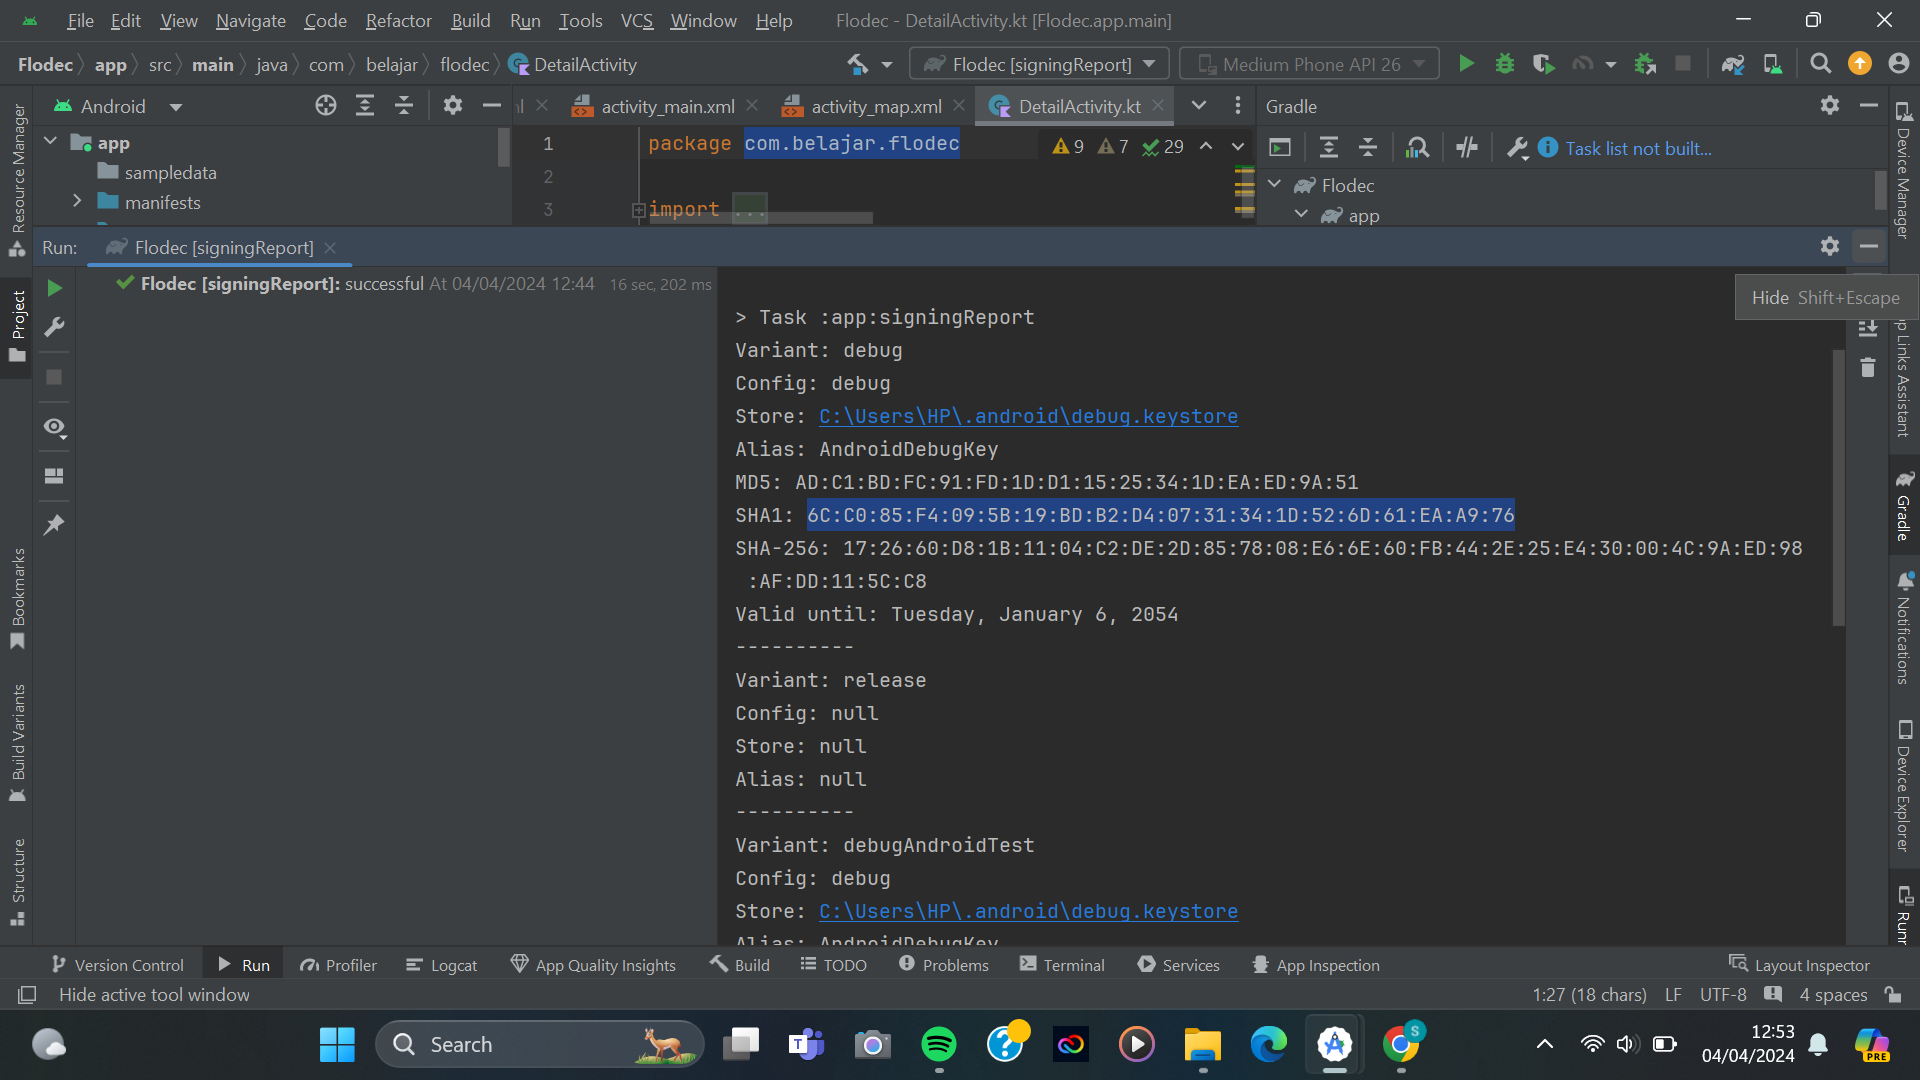 File Edit View Navigate Code Refactor Build Run Tools VCS Window Help Flodec - DetailActivity.kt [Flodec.app.main]
Flodec app src main java com belajar flodec DetailActivity Flodec [signingReport] Medium Phone API 26
Android activity_main.xml activity_map.xml DetailActivity.kt Gradle
app 1 package com.belajar.flodec 9 7 29 Task list not built...
sampledata 2 Flodec
manifests 3 import ... app
Run: Flodec [signingReport]
Flodec [signingReport]: successful At 04/04/2024 12:44 16 sec, 202 ms
Hide Shift+Escape
> Task :app:signingReport
Variant: debug
Config: debug
Store: C:\Users\HP\.android\debug.keystore
Alias: AndroidDebugKey
MD5: AD:C1:BD:FC:91:FD:1D:D1:15:25:34:1D:EA:ED:9A:51
SHA1: 6C:C0:85:F4:09:5B:19:BD:B2:D4:07:31:34:1D:52:6D:61:EA:A9:76
SHA-256: 17:26:60:D8:1B:11:04:C2:DE:2D:85:78:08:E6:6E:60:FB:44:2E:25:E4:30:00:4C:9A:ED:98
:AF:DD:11:5C:C8
Valid until: Tuesday, January 6, 2054
----------
Variant: release
Config: null
Store: null
Alias: null
----------
Variant: debugAndroidTest
Config: debug
Store: C:\Users\HP\.android\debug.keystore
Alias: AndroidDebugKey
Resource Manager
Project
Bookmarks
Build Variants
Structure
Device Manager
Links Assistant
Gradle
Notifications
Device Explorer
Version Control Run Profiler Logcat App Quality Insights Build TODO Problems Terminal Services App Inspection Layout Inspector
Hide active tool window 1:27 (18 chars) LF UTF-8 4 spaces
Search 12:53
04/04/2024
PRE